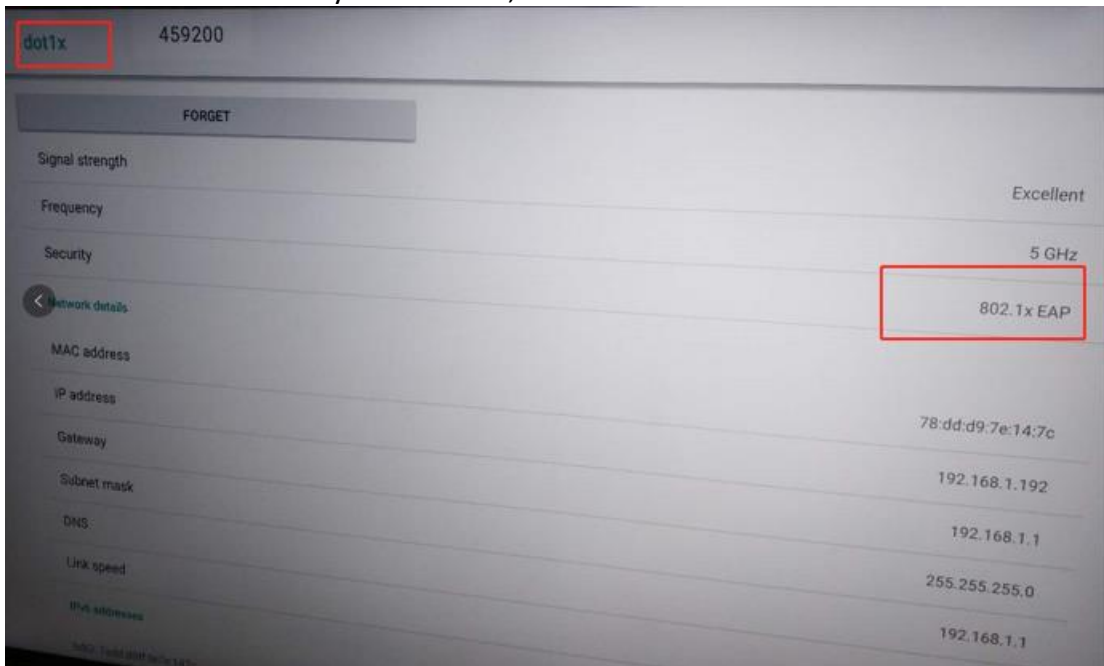 dot1x 459200
FORGET
Signal strength
Excellent
Frequency
5 GHz
Security
802.1x EAP
Network details
MAC address
78:dd:d9:7e:14:7c
IP address
192.168.1.192
Gateway
192.168.1.1
Subnet mask
255.255.255.0
DNS
192.168.1.1
Link speed
IPv6 addresses